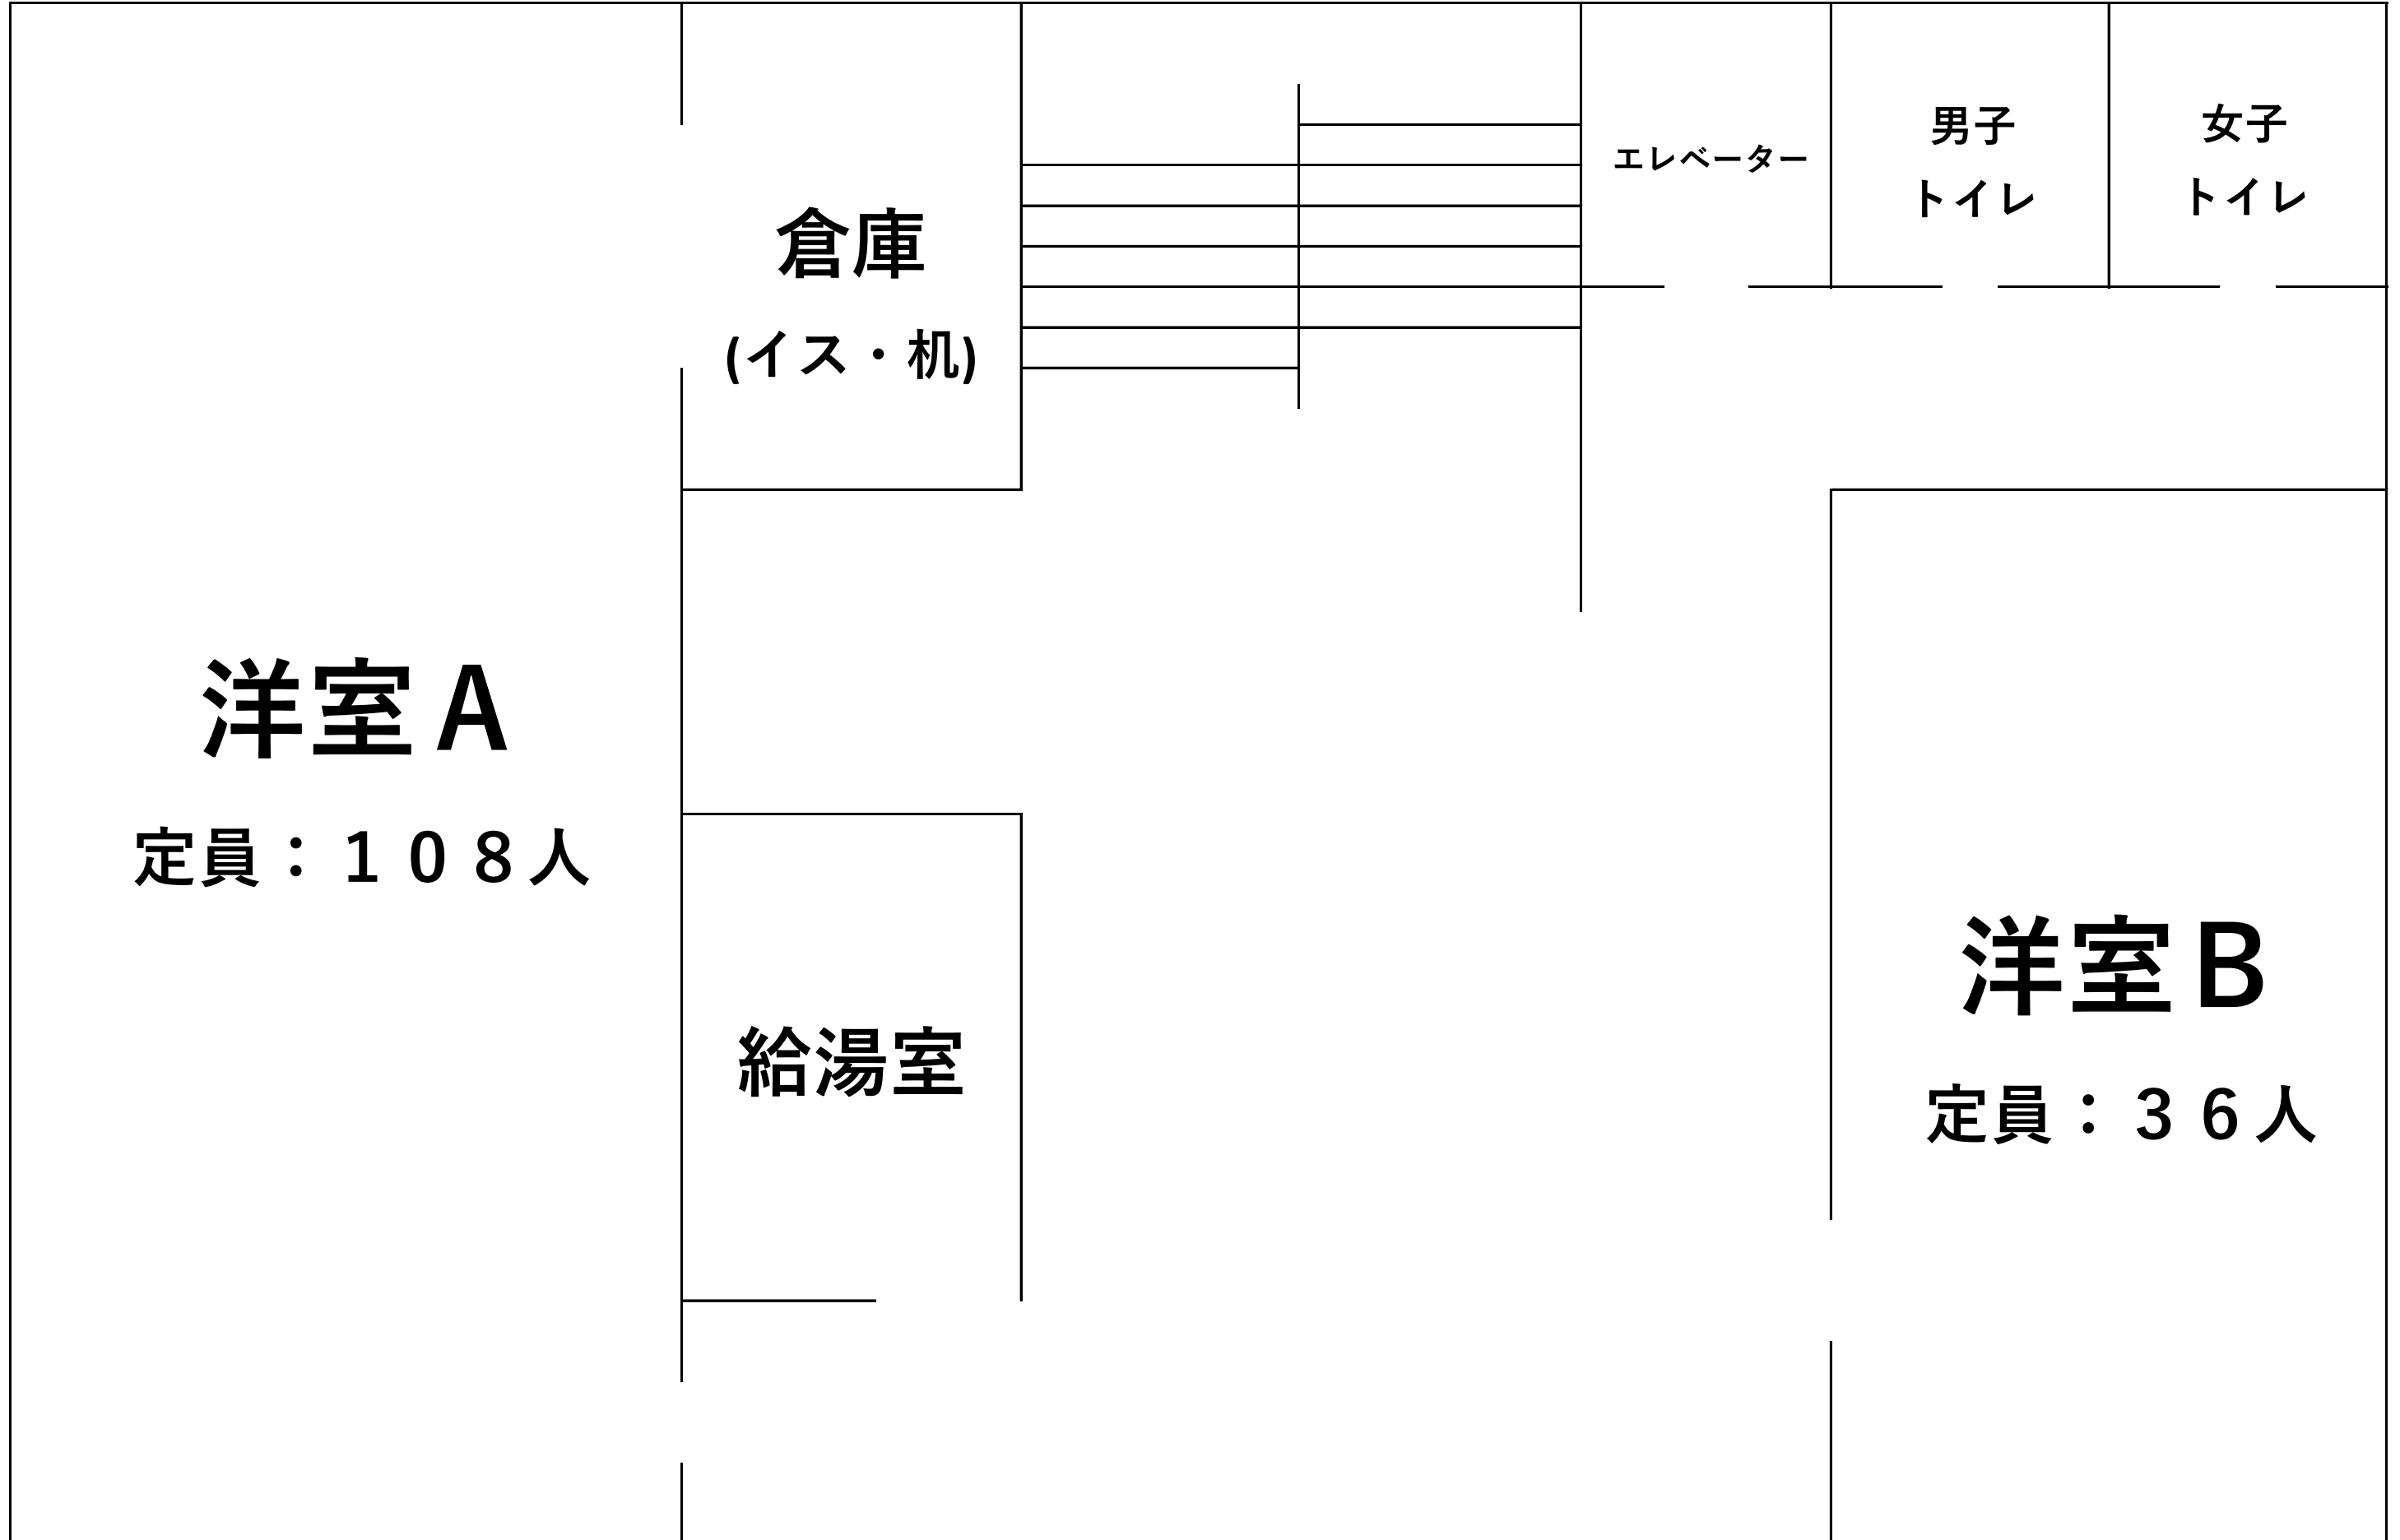 倉庫
(イス・机)
エレベーター
男子
トイレ
女子
トイレ
洋室A
定員：１０８人
給湯室
洋室B
定員：３６人